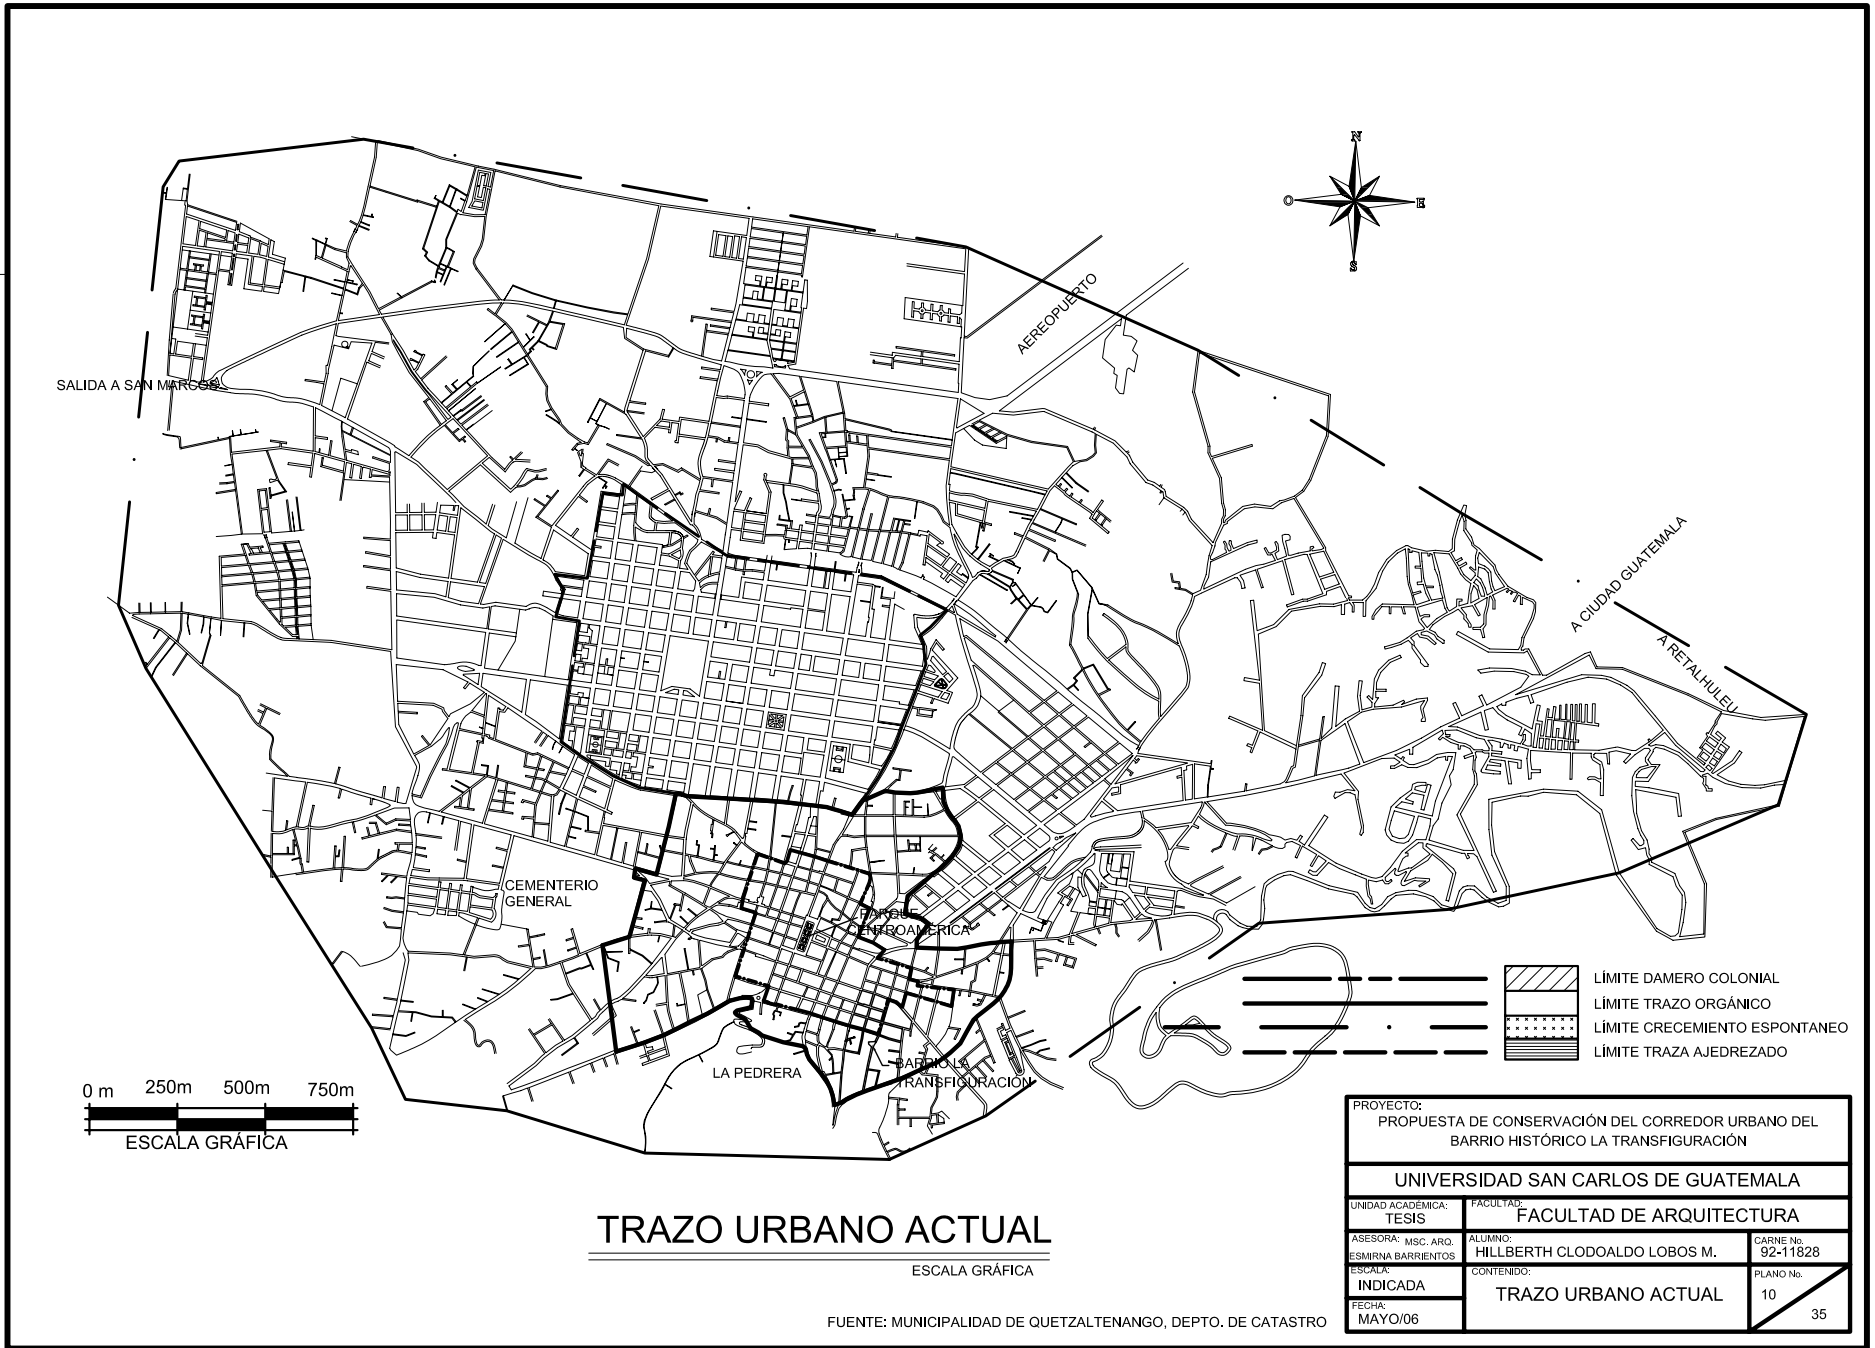 N
O
E
S
AEREOPUERTO
SALIDA A SAN MARCOS
A CIUDAD GUATEMALA
A RETALHULEU
CEMENTERIO
GENERAL
PARQUE
CENTROAMERICA
LA PEDRERA
BARRIO LA
TRANSFIGURACIÓN
LÍMITE DAMERO COLONIAL
LÍMITE TRAZO ORGÁNICO
LÍMITE CRECEMIENTO ESPONTANEO
LÍMITE TRAZA AJEDREZADO
0 m 250m 500m 750m
ESCALA GRÁFICA
TRAZO URBANO ACTUAL
ESCALA GRÁFICA
FUENTE: MUNICIPALIDAD DE QUETZALTENANGO, DEPTO. DE CATASTRO
PROYECTO:
PROPUESTA DE CONSERVACIÓN DEL CORREDOR URBANO DEL
BARRIO HISTÓRICO LA TRANSFIGURACIÓN
UNIVERSIDAD SAN CARLOS DE GUATEMALA
UNIDAD ACADÉMICA:
TESIS
FACULTAD:
FACULTAD DE ARQUITECTURA
ASESORA: MSC. ARQ.
ESMIRNA BARRIENTOS
ALUMNO:
HILLBERTH CLODOALDO LOBOS M.
CARNE No.
92-11828
ESCALA:
INDICADA
CONTENIDO:
TRAZO URBANO ACTUAL
PLANO No.
10
35
FECHA:
MAYO/06